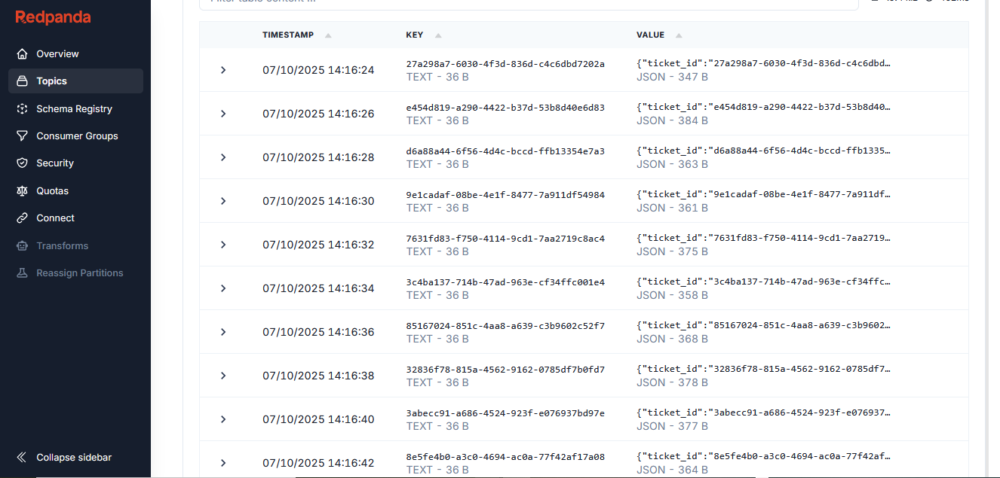 Redpanda
Overview
Topics
Schema Registry
Consumer Groups
Security
Quotas
Connect
Transforms
Reassign Partitions
Collapse sidebar
Filter table content ...
TIMESTAMP KEY VALUE
07/10/2025 14:16:24 27a298a7-6030-4f3d-836d-c4c6dbd7202a {"ticket_id":"27a298a7-6030-4f3d-836d-c4c6dbd…
TEXT - 36 B JSON - 347 B
07/10/2025 14:16:26 e454d819-a290-4422-b37d-53b8d40e6d83 {"ticket_id":"e454d819-a290-4422-b37d-53b8d40…
TEXT - 36 B JSON - 384 B
07/10/2025 14:16:28 d6a88a44-6f56-4d4c-bccd-ffb13354e7a3 {"ticket_id":"d6a88a44-6f56-4d4c-bccd-ffb1335…
TEXT - 36 B JSON - 363 B
07/10/2025 14:16:30 9e1cadaf-08be-4e1f-8477-7a911df54984 {"ticket_id":"9e1cadaf-08be-4e1f-8477-7a911df…
TEXT - 36 B JSON - 361 B
07/10/2025 14:16:32 7631fd83-f750-4114-9cd1-7aa2719c8ac4 {"ticket_id":"7631fd83-f750-4114-9cd1-7aa2719…
TEXT - 36 B JSON - 375 B
07/10/2025 14:16:34 3c4ba137-714b-47ad-963e-cf34ffc001e4 {"ticket_id":"3c4ba137-714b-47ad-963e-cf34ffc…
TEXT - 36 B JSON - 358 B
07/10/2025 14:16:36 85167024-851c-4aa8-a639-c3b9602c52f7 {"ticket_id":"85167024-851c-4aa8-a639-c3b9602…
TEXT - 36 B JSON - 368 B
07/10/2025 14:16:38 32836f78-815a-4562-9162-0785df7b0fd7 {"ticket_id":"32836f78-815a-4562-9162-0785df7…
TEXT - 36 B JSON - 378 B
07/10/2025 14:16:40 3abecc91-a686-4524-923f-e076937bd97e {"ticket_id":"3abecc91-a686-4524-923f-e076937…
TEXT - 36 B JSON - 377 B
07/10/2025 14:16:42 8e5fe4b0-a3c0-4694-ac0a-77f42af17a08 {"ticket_id":"8e5fe4b0-a3c0-4694-ac0a-77f42af…
TEXT - 36 B JSON - 364 B